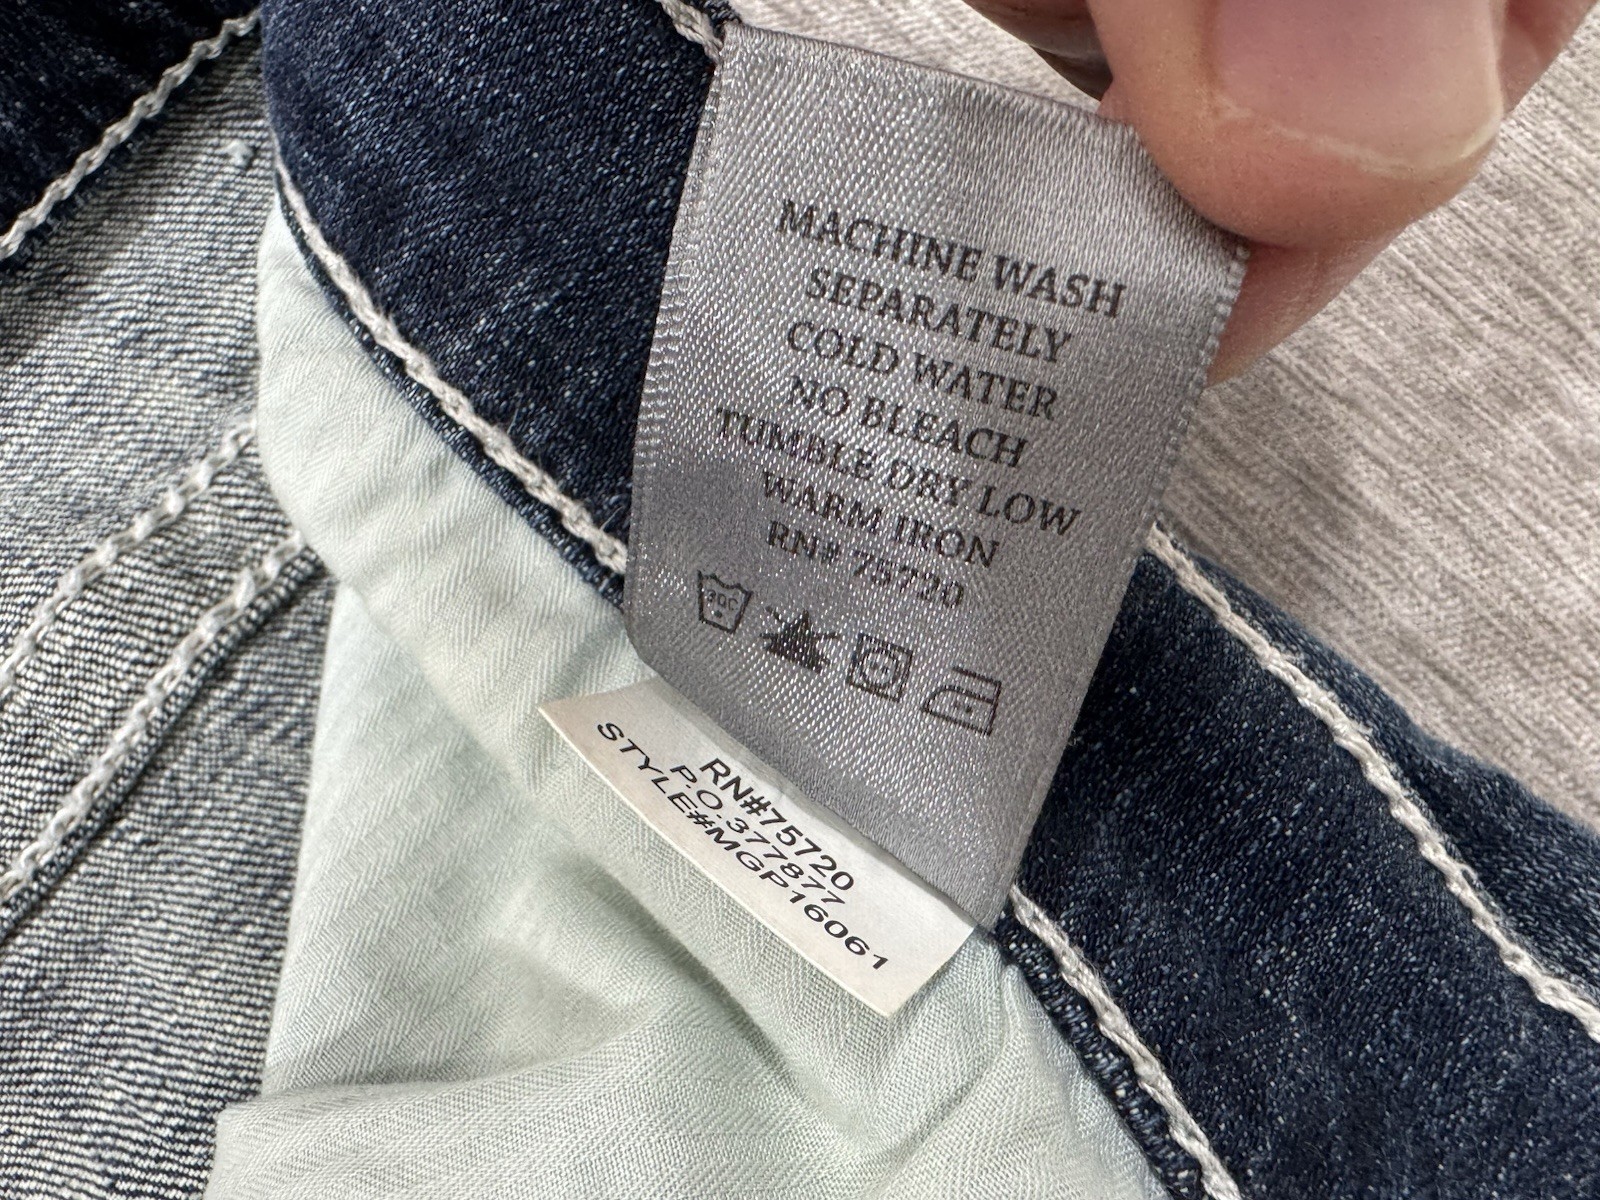 MACHINE WASH
SEPARATELY
COLD WATER
NO BLEACH
TUMBLE DRY LOW
WARM IRON
RN# 75720
30C
RN#75720
P.O.377877
STYLE#MGP16061